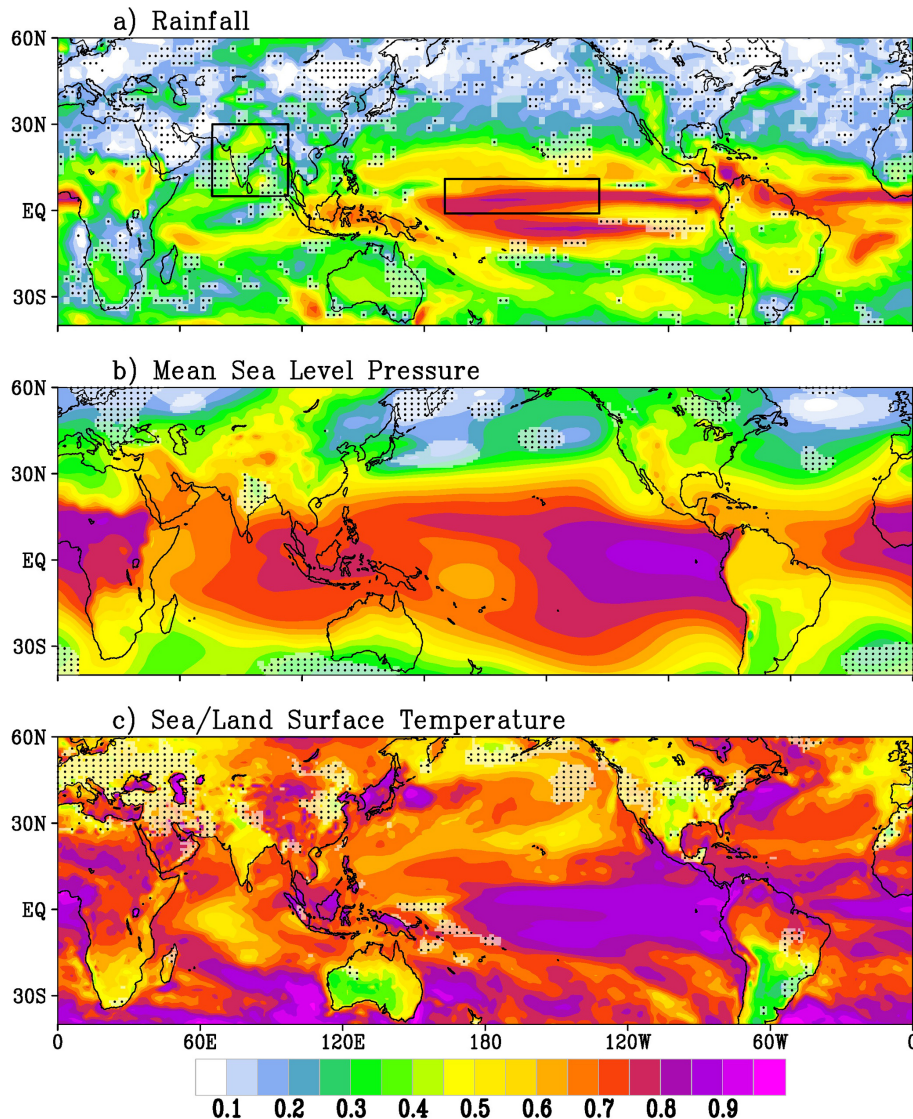 a) Rainfall
60N
30N
EQ
30S
b) Mean Sea Level Pressure
60N
30N
EQ
30S
c) Sea/Land Surface Temperature
60N
30N
EQ
30S
0 60E 120E 180 120W 60W 0
0.1 0.2 0.3 0.4 0.5 0.6 0.7 0.8 0.9